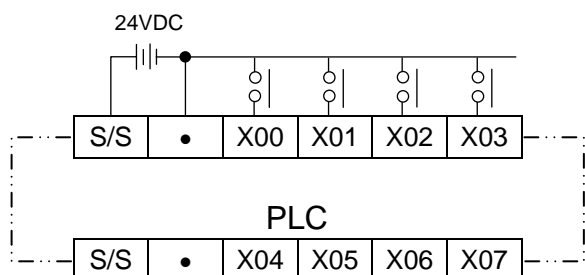 24VDC
S/S • X00 X01 X02 X03
PLC
S/S • X04 X05 X06 X07